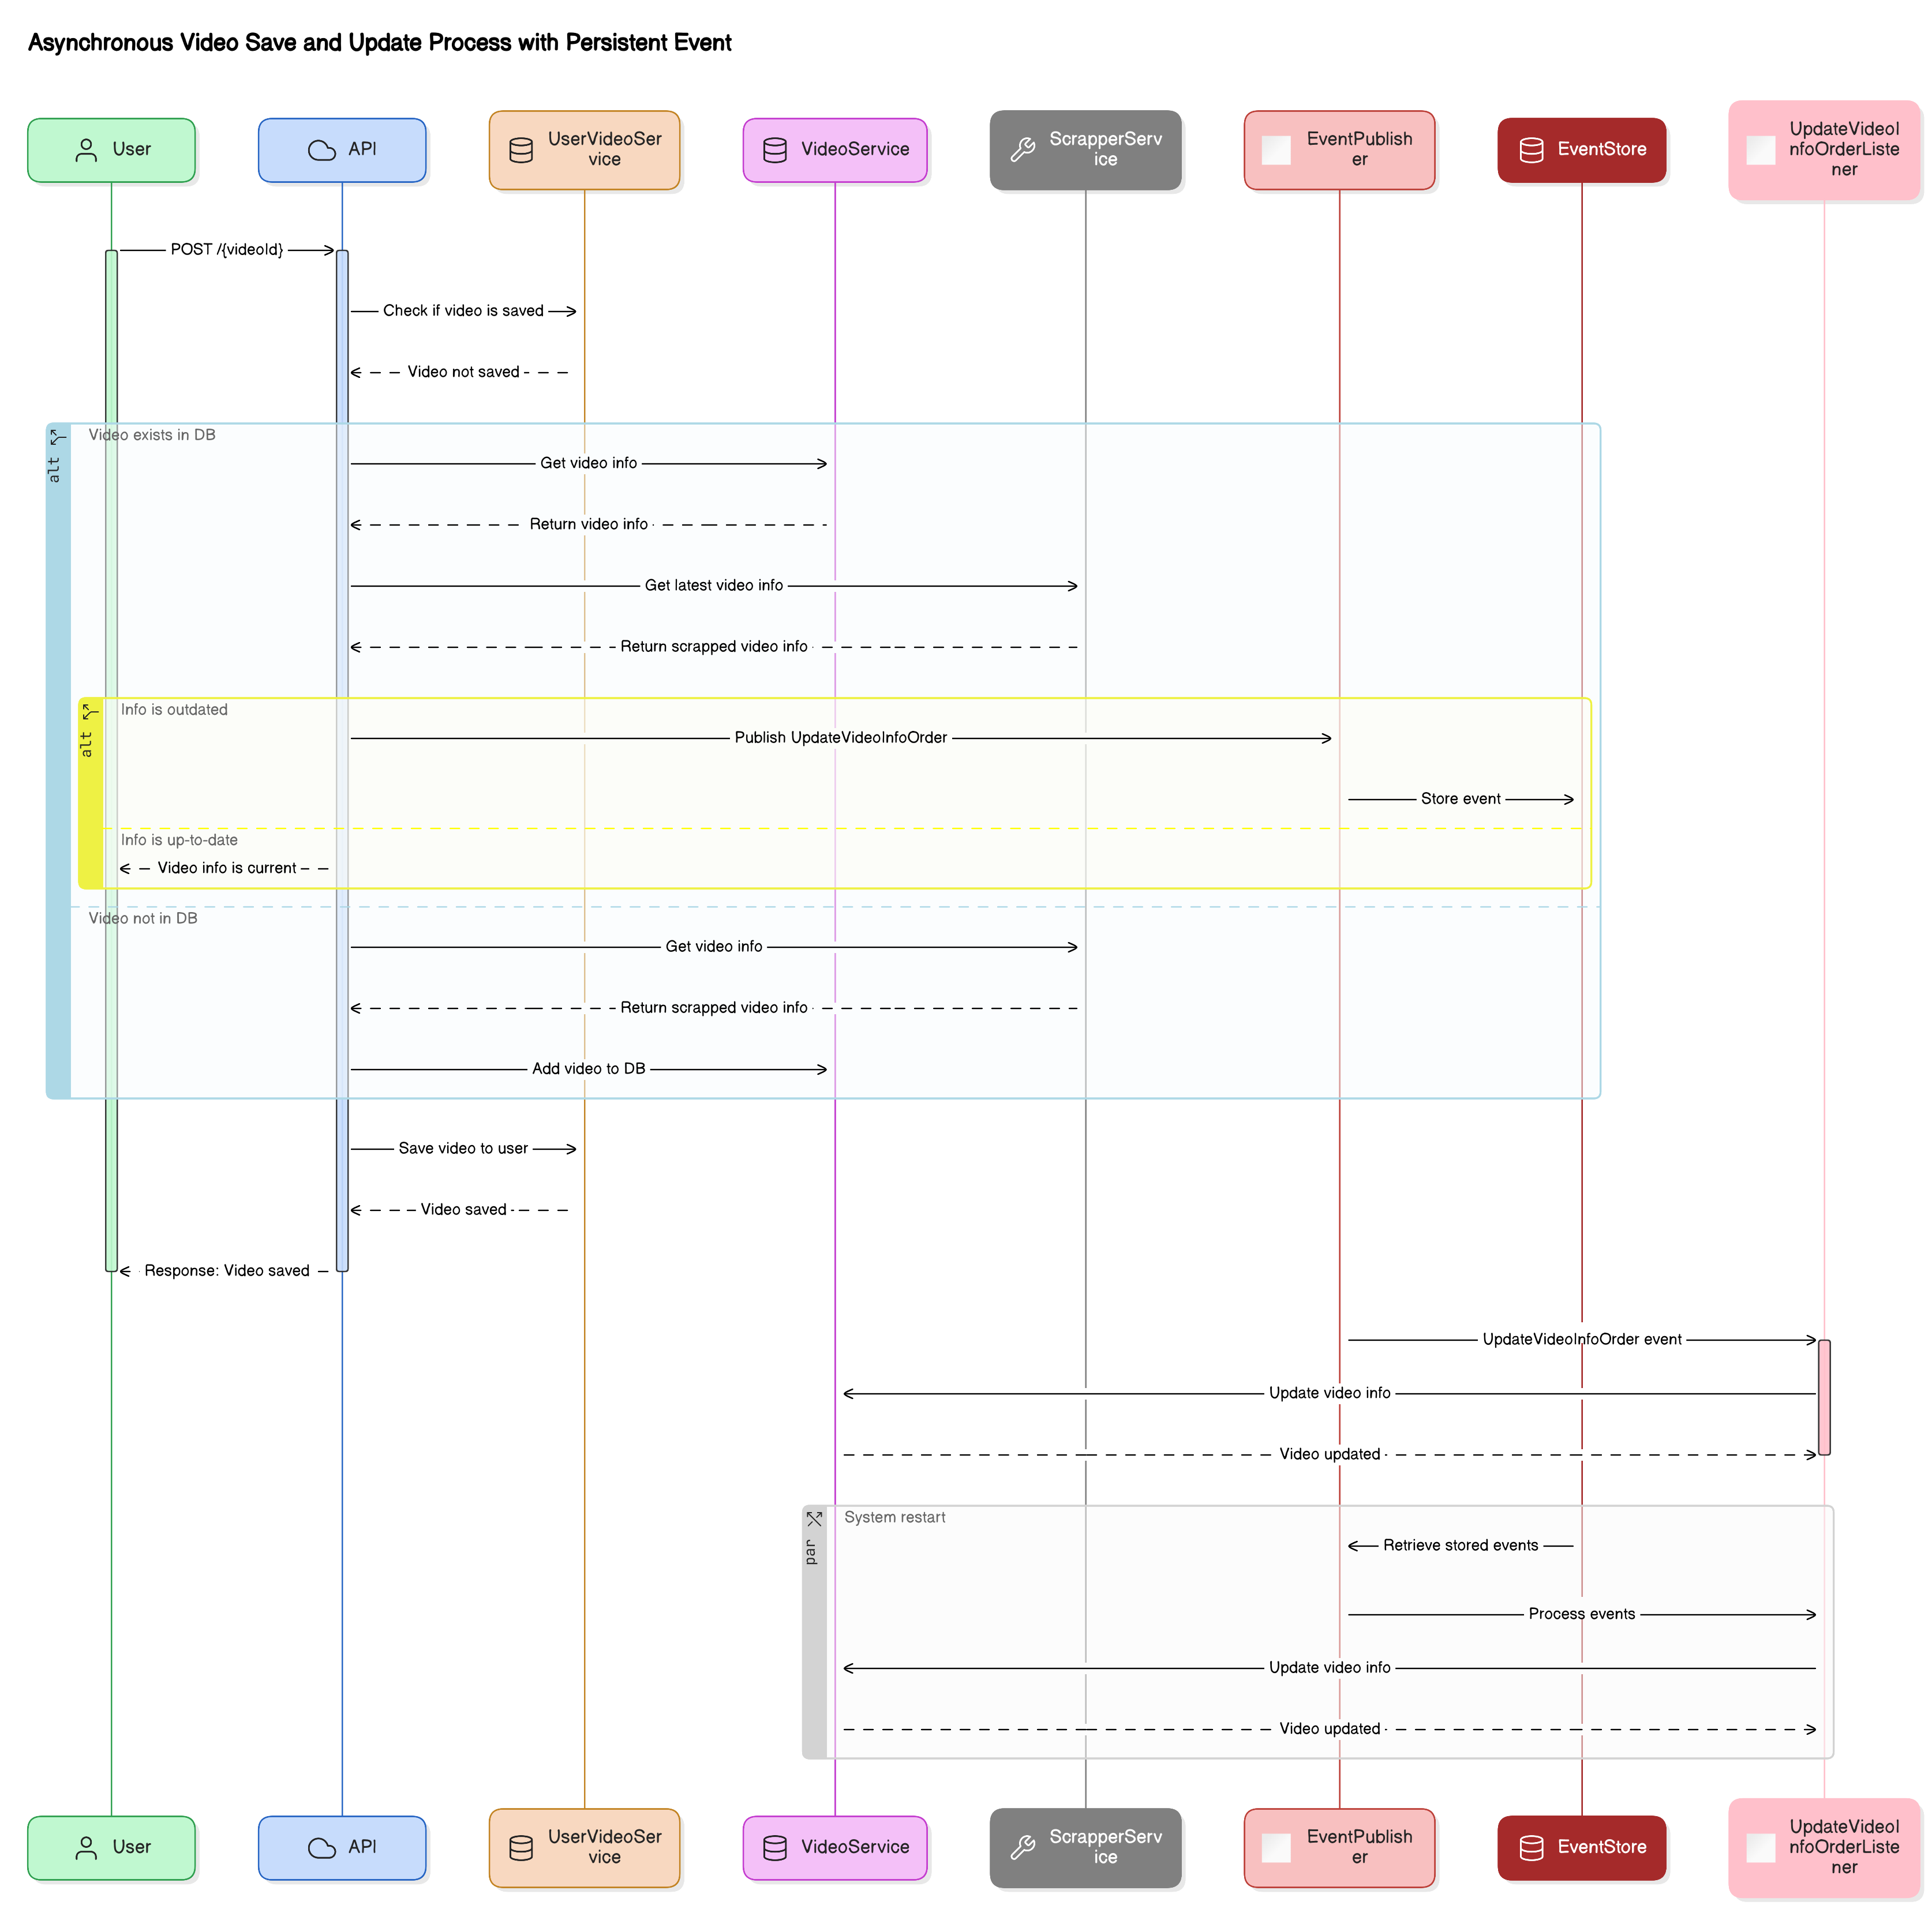 Asynchronous Video Save and Update Process with Persistent Event
User
API
UserVideoSer
vice
VideoService
ScrapperServ
ice
EventPublish
er
EventStore
UpdateVideoI
nfoOrderListe
ner
POST /{videoId}
Check if video is saved
Video not saved
alt
Video exists in DB
Get video info
Return video info
Get latest video info
Return scrapped video info
alt
Info is outdated
Publish UpdateVideoInfoOrder
Store event
Info is up-to-date
Video info is current
Video not in DB
Get video info
Return scrapped video info
Add video to DB
Save video to user
Video saved
Response: Video saved
UpdateVideoInfoOrder event
Update video info
Video updated
par
System restart
Retrieve stored events
Process events
Update video info
Video updated
User
API
UserVideoSer
vice
VideoService
ScrapperServ
ice
EventPublish
er
EventStore
UpdateVideoI
nfoOrderListe
ner